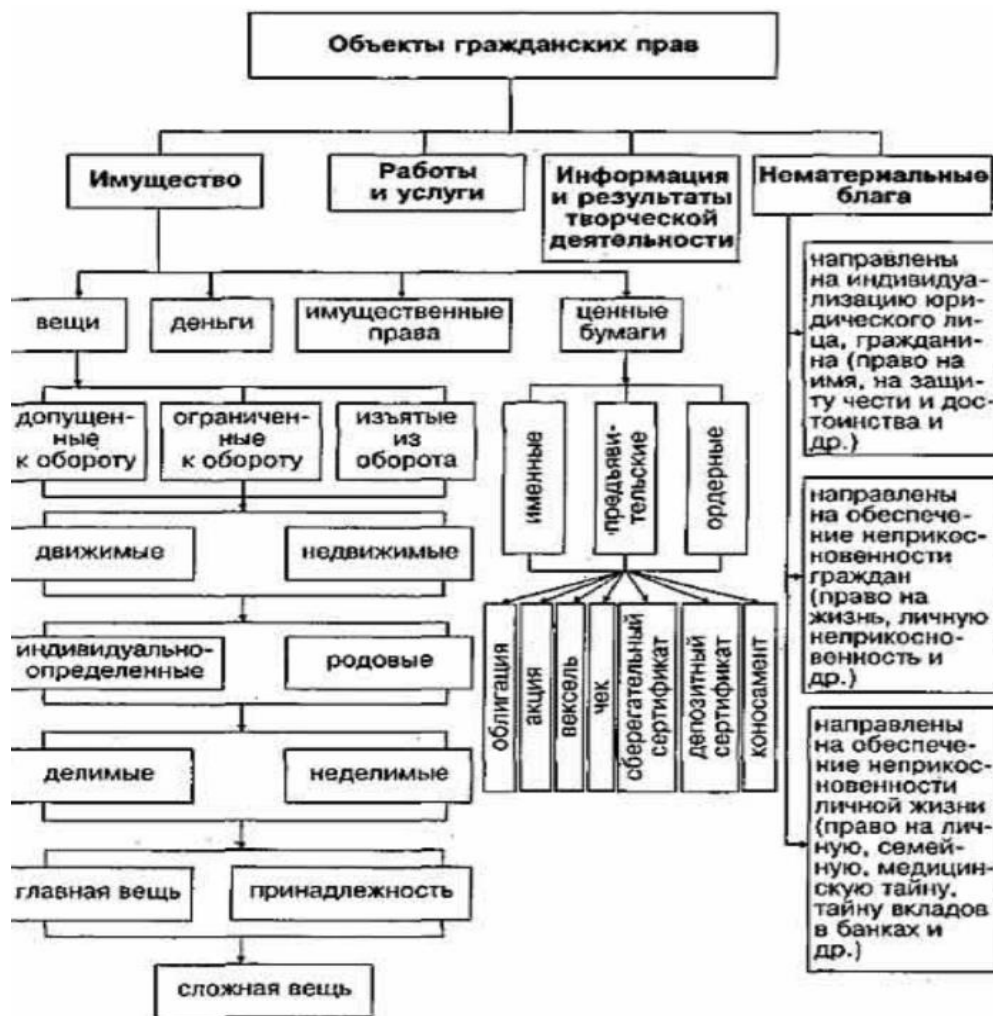 Объекты гражданских прав
Имущество
Работы
и услуги
Информация
и результаты
творческой
деятельности
Нематериальные
блага
вещи
деньги
имущественные
права
ценные
бумаги
допущен-
ные
к обороту
ограничен-
ные
к обороту
изъятые
из
оборота
движимые
недвижимые
индивидуально-
определенные
родовые
делимые
неделимые
главная вещь
принадлежность
сложная вещь
именные
предъяви-
тельские
ордерные
облигация
акция
вексель
чек
сберегательный
сертификат
депозитный
сертификат
коносамент
направлены
на индивидуа-
лизацию юри-
дического ли-
ца, граждани-
на (право на
имя, на защи-
ту чести и дос-
тоинства и
др.)
направлены
на обеспече-
ние неприкос-
новенности
граждан
(право на
жизнь, личную
неприкосно-
венность и
др.)
направлены
на обеспече-
ние неприкос-
новенности
личной жизни
(право на лич-
ную, семей-
ную, медицин-
скую тайну,
тайну вкладов
в банках и
др.)